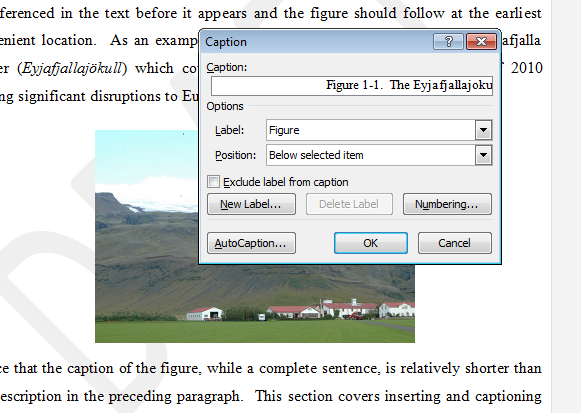 ferenced in the text before it appears and the figure should follow at the earliest
enient location. As an examp afjalla
er (Eyjafjallajökull) which co 2010
ng significant disruptions to Eu
Caption
Caption:
Figure 1-1. The Eyjafjallajoku
Options
Label: Figure
Position: Below selected item
Exclude label from caption
New Label... Delete Label Numbering...
AutoCaption... OK Cancel
ce that the caption of the figure, while a complete sentence, is relatively shorter than
escription in the preceding paragraph. This section covers inserting and captioning